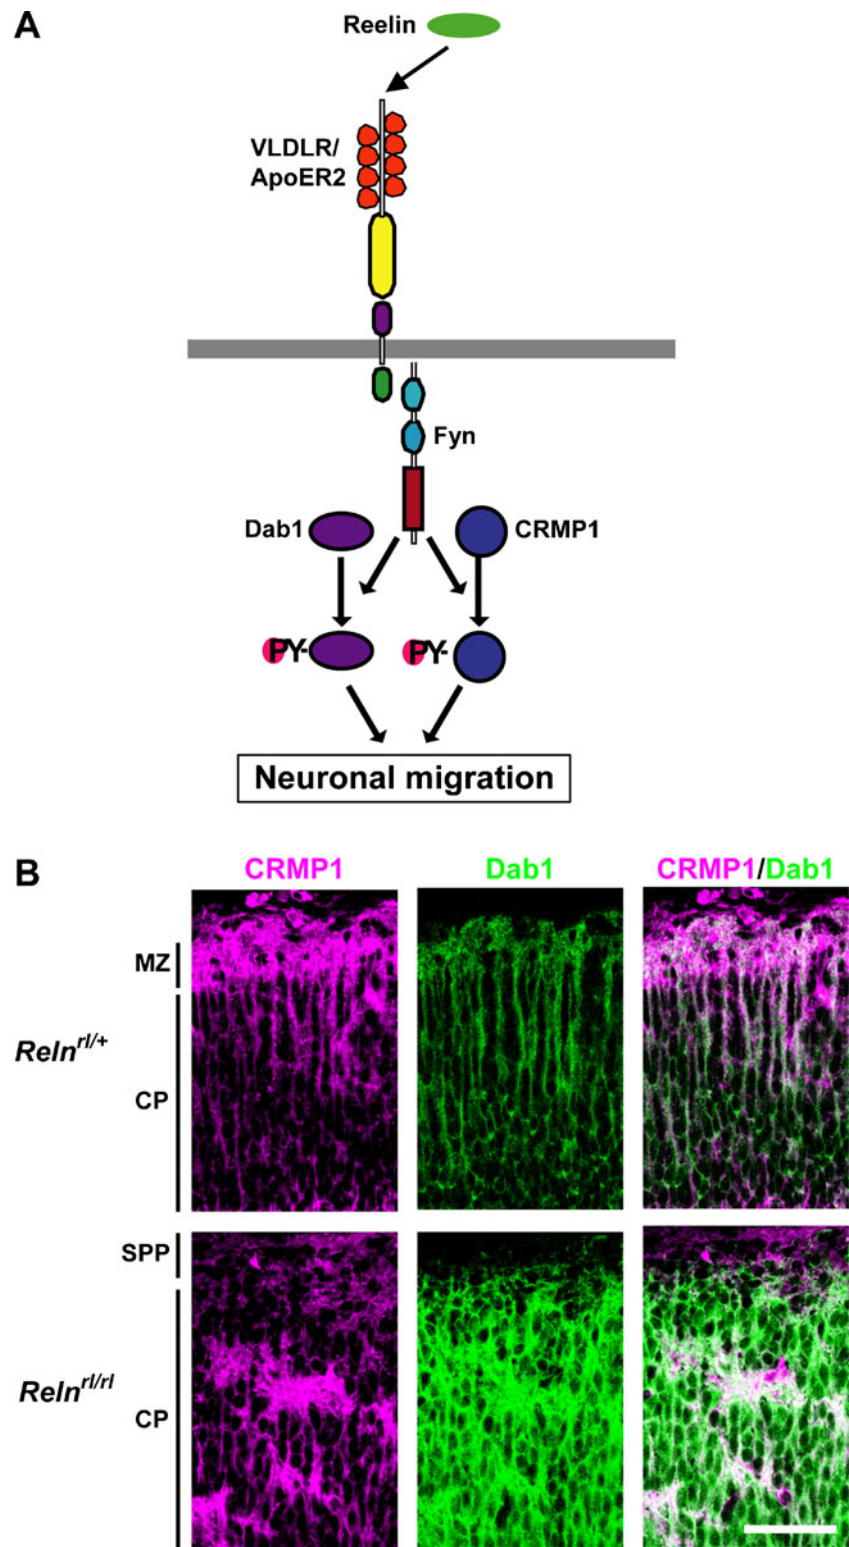 A
Reelin
VLDLR/
ApoER2
Fyn
Dab1
CRMP1
PY-
PY-
Neuronal migration
B
CRMP1
Dab1
CRMP1/Dab1
MZ
Reln^rl/+
CP
SPP
Reln^rl/rl
CP